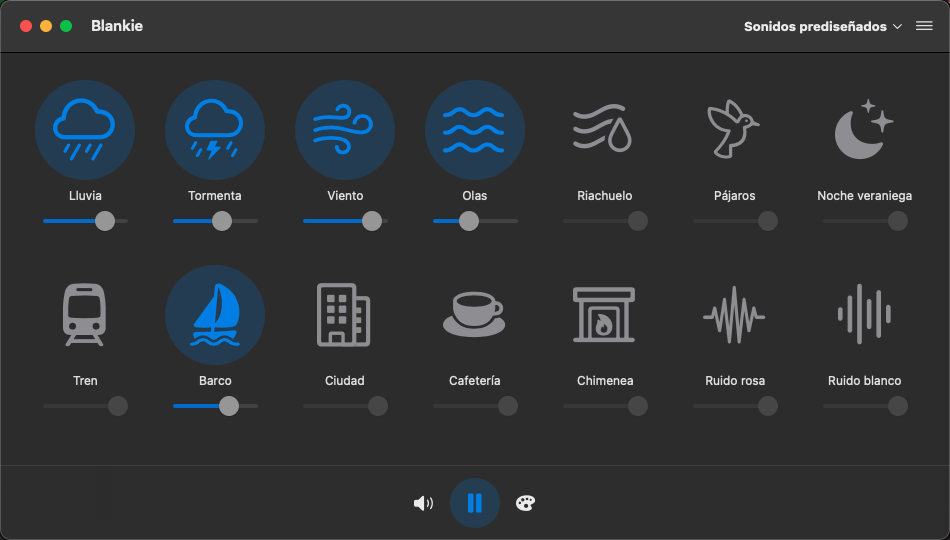 Blankie
Sonidos prediseñados
Lluvia
Tormenta
Viento
Olas
Riachuelo
Pájaros
Noche veraniega
Tren
Barco
Ciudad
Cafetería
Chimenea
Ruido rosa
Ruido blanco